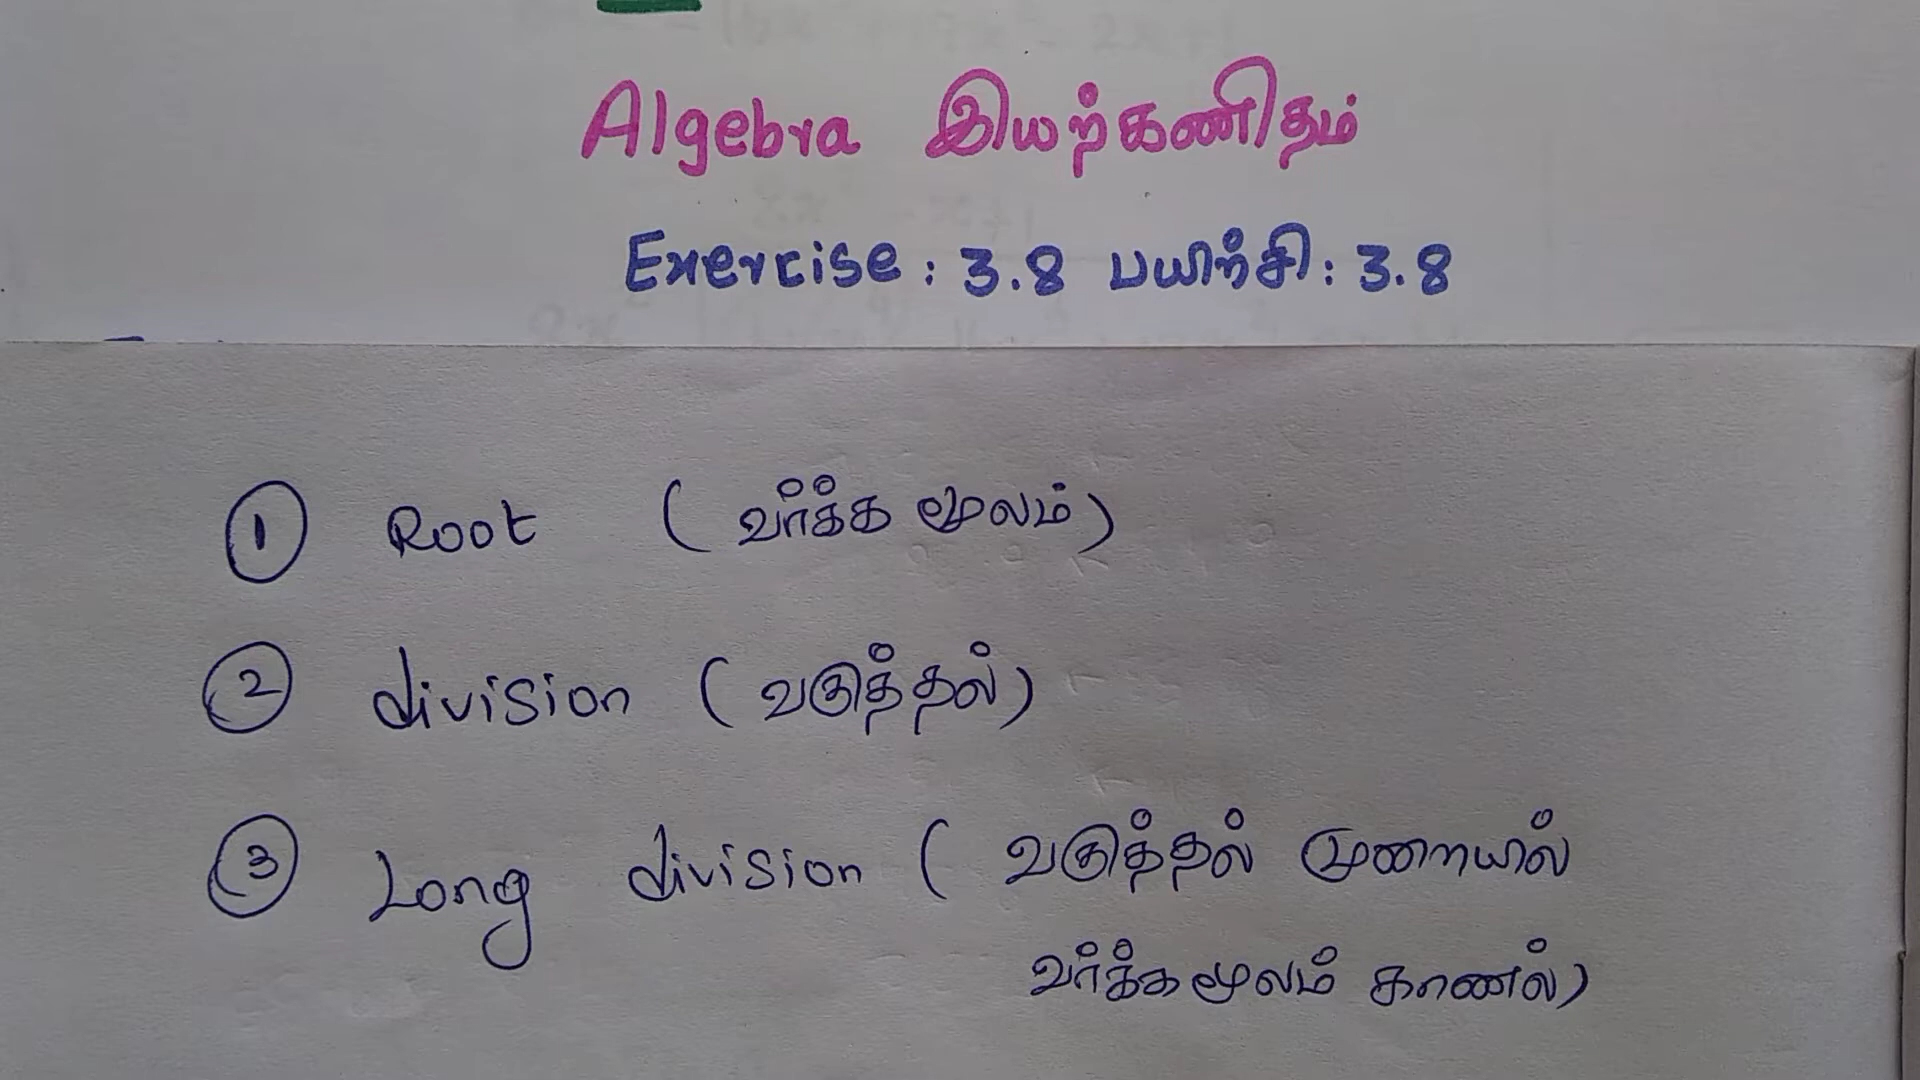 Algebra இயற்கணிதம்
Exercise : 3.8 பயிற்சி : 3.8
① Root ( வர்க்க மூலம் )
② division ( வகுத்தல் )
③ Long division ( வகுத்தல் முறையில்
வர்க்க மூலம் காணல் )